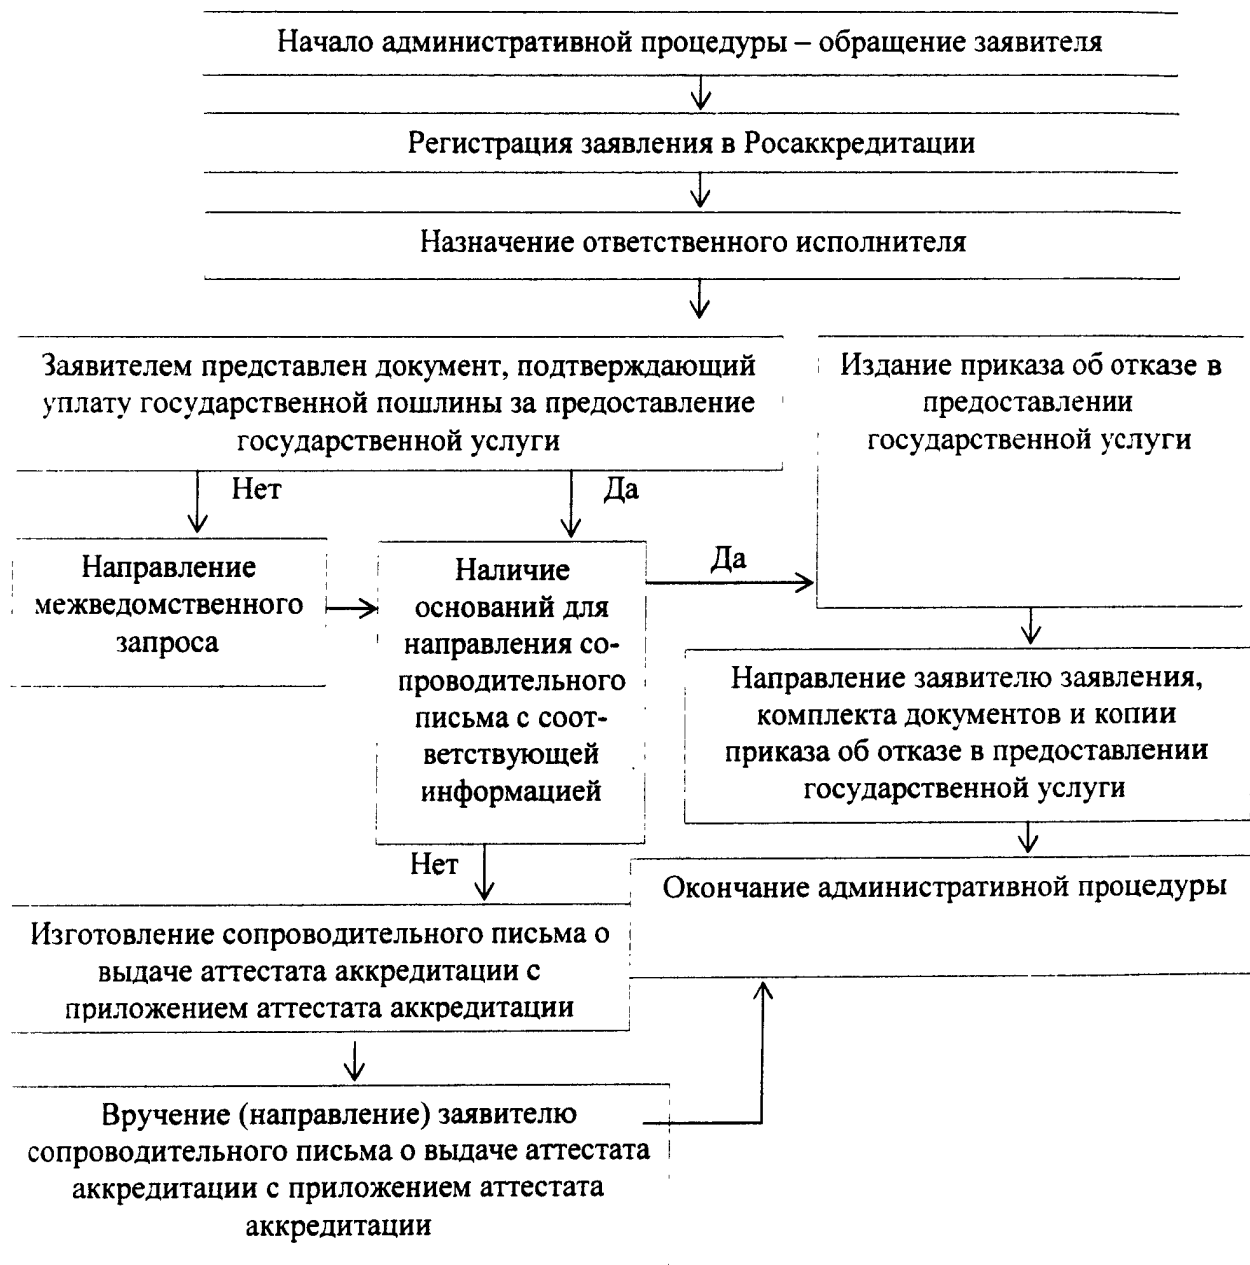 Начало административной процедуры – обращение заявителя
Регистрация заявления в Росаккредитации
Назначение ответственного исполнителя
Заявителем представлен документ, подтверждающий
уплату государственной пошлины за предоставление
государственной услуги
Издание приказа об отказе в
предоставлении
государственной услуги
Нет
Да
Направление
межведомственного
запроса
Наличие
оснований для
направления со-
проводительного
письма с соот-
ветствующей
информацией
Да
Направление заявителю заявления,
комплекта документов и копии
приказа об отказе в предоставлении
государственной услуги
Нет
Окончание административной процедуры
Изготовление сопроводительного письма о
выдаче аттестата аккредитации с
приложением аттестата аккредитации
Вручение (направление) заявителю
сопроводительного письма о выдаче аттестата
аккредитации с приложением аттестата
аккредитации